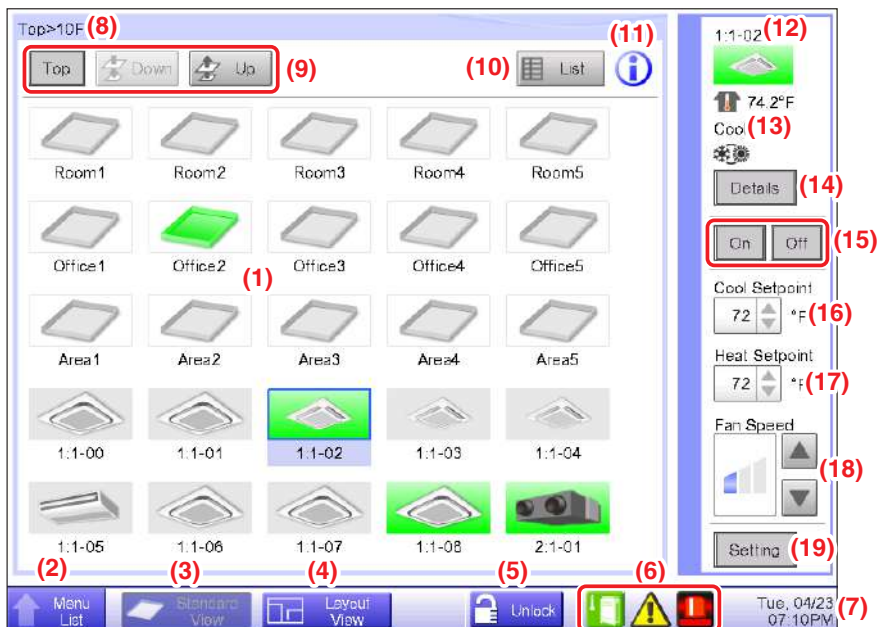 Top>10F
(8)
(11)
1:1-02
(12)
Top
Down
Up
(9)
(10)
List
74.2°F
Cool
(13)
Room1
Room2
Room3
Room4
Room5
Details
(14)
On
Off
(15)
Office1
Office2
Office3
Office4
Office5
(1)
Cool Setpoint
72
°F
(16)
Area1
Area2
Area3
Area4
Area5
Heat Setpoint
72
(17)
1:1-00
1:1-01
1:1-02
1:1-03
1:1-04
Fan Speed
(18)
1:1-05
1:1-06
1:1-07
1:1-08
2:1-01
Setting
(19)
(2)
(3)
(4)
(5)
(6)
Menu
List
Standard
View
Layout
View
Unlock
Tue, 04/23
07:10PM
(7)